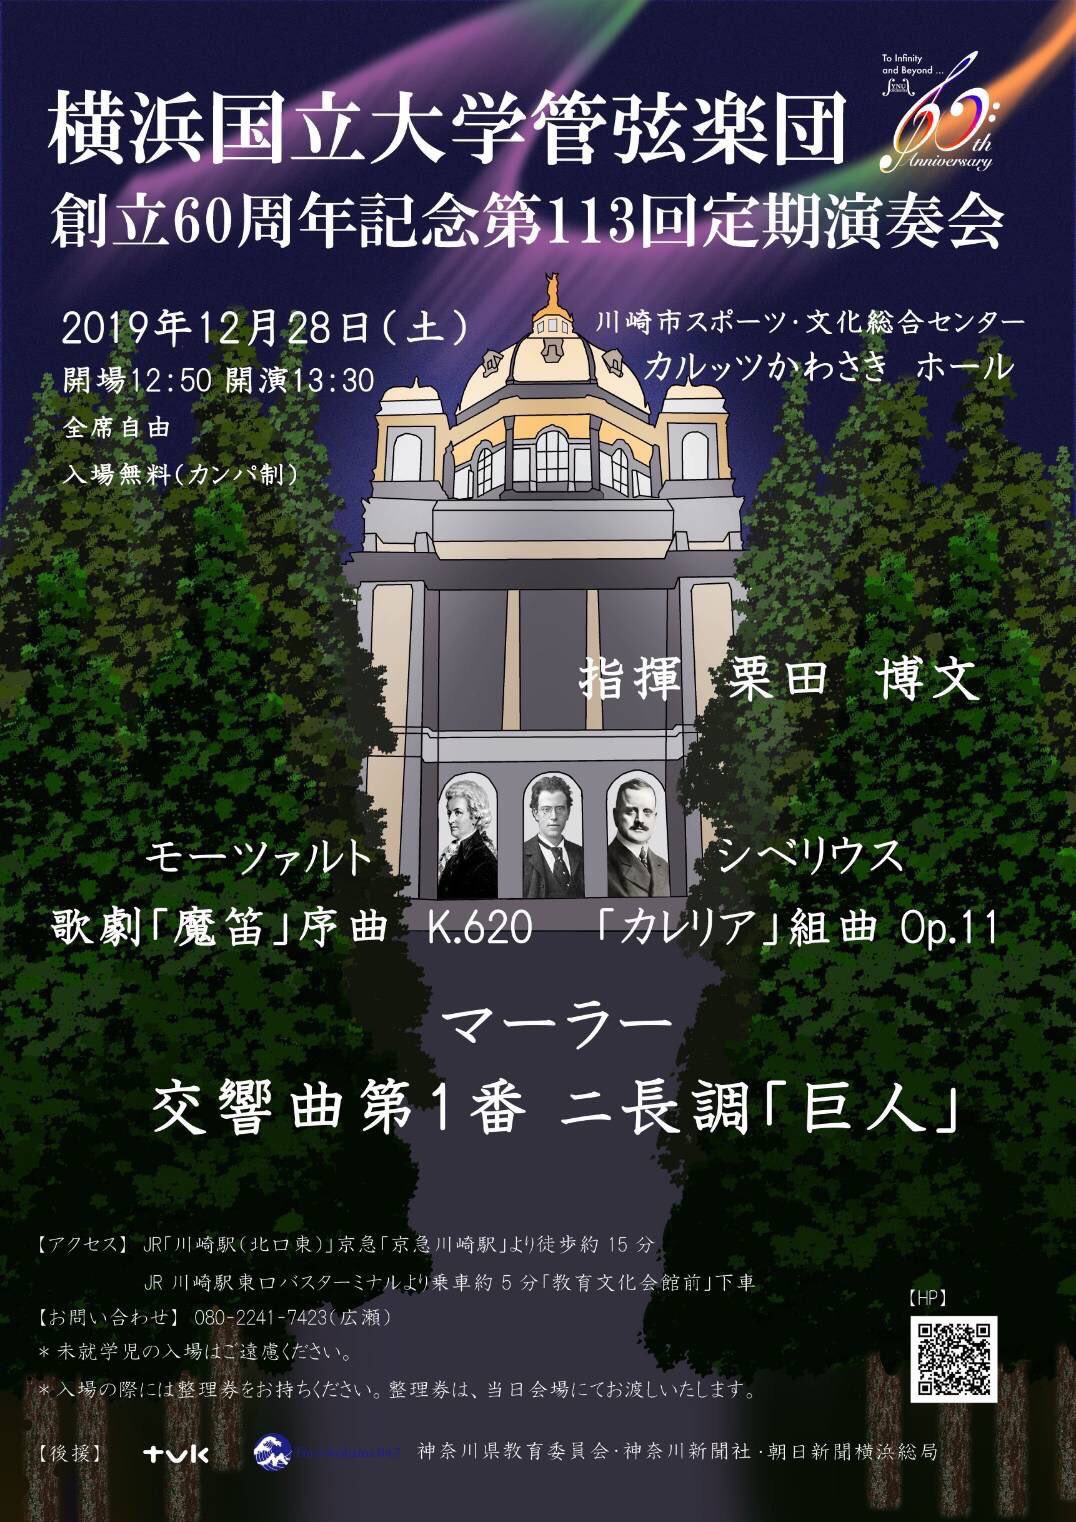 To Infinity
and Beyond ...
YNU
60th
Anniversary
横浜国立大学管弦楽団
創立60周年記念第113回定期演奏会
2019年12月28日(土)
開場12:50 開演13:30
全席自由
入場無料(カンパ制)
川崎市スポーツ・文化総合センター
カルッツかわさき ホール
指揮 栗田 博文
モーツァルト
歌劇「魔笛」序曲 K.620
シベリウス
「カレリア」組曲 Op.11
マーラー
交響曲第1番 ニ長調「巨人」
【アクセス】 JR「川崎駅(北口東)」京急「京急川崎駅」より徒歩約 15 分
JR 川崎駅東口バスターミナルより乗車約 5 分「教育文化会館前」下車
【お問い合わせ】 080-2241-7423(広瀬)
* 未就学児の入場はご遠慮ください。
* 入場の際には整理券をお持ちください。整理券は、当日会場にてお渡しいたします。
【HP】
【後援】 tvk 神奈川県教育委員会・神奈川新聞社・朝日新聞横浜総局